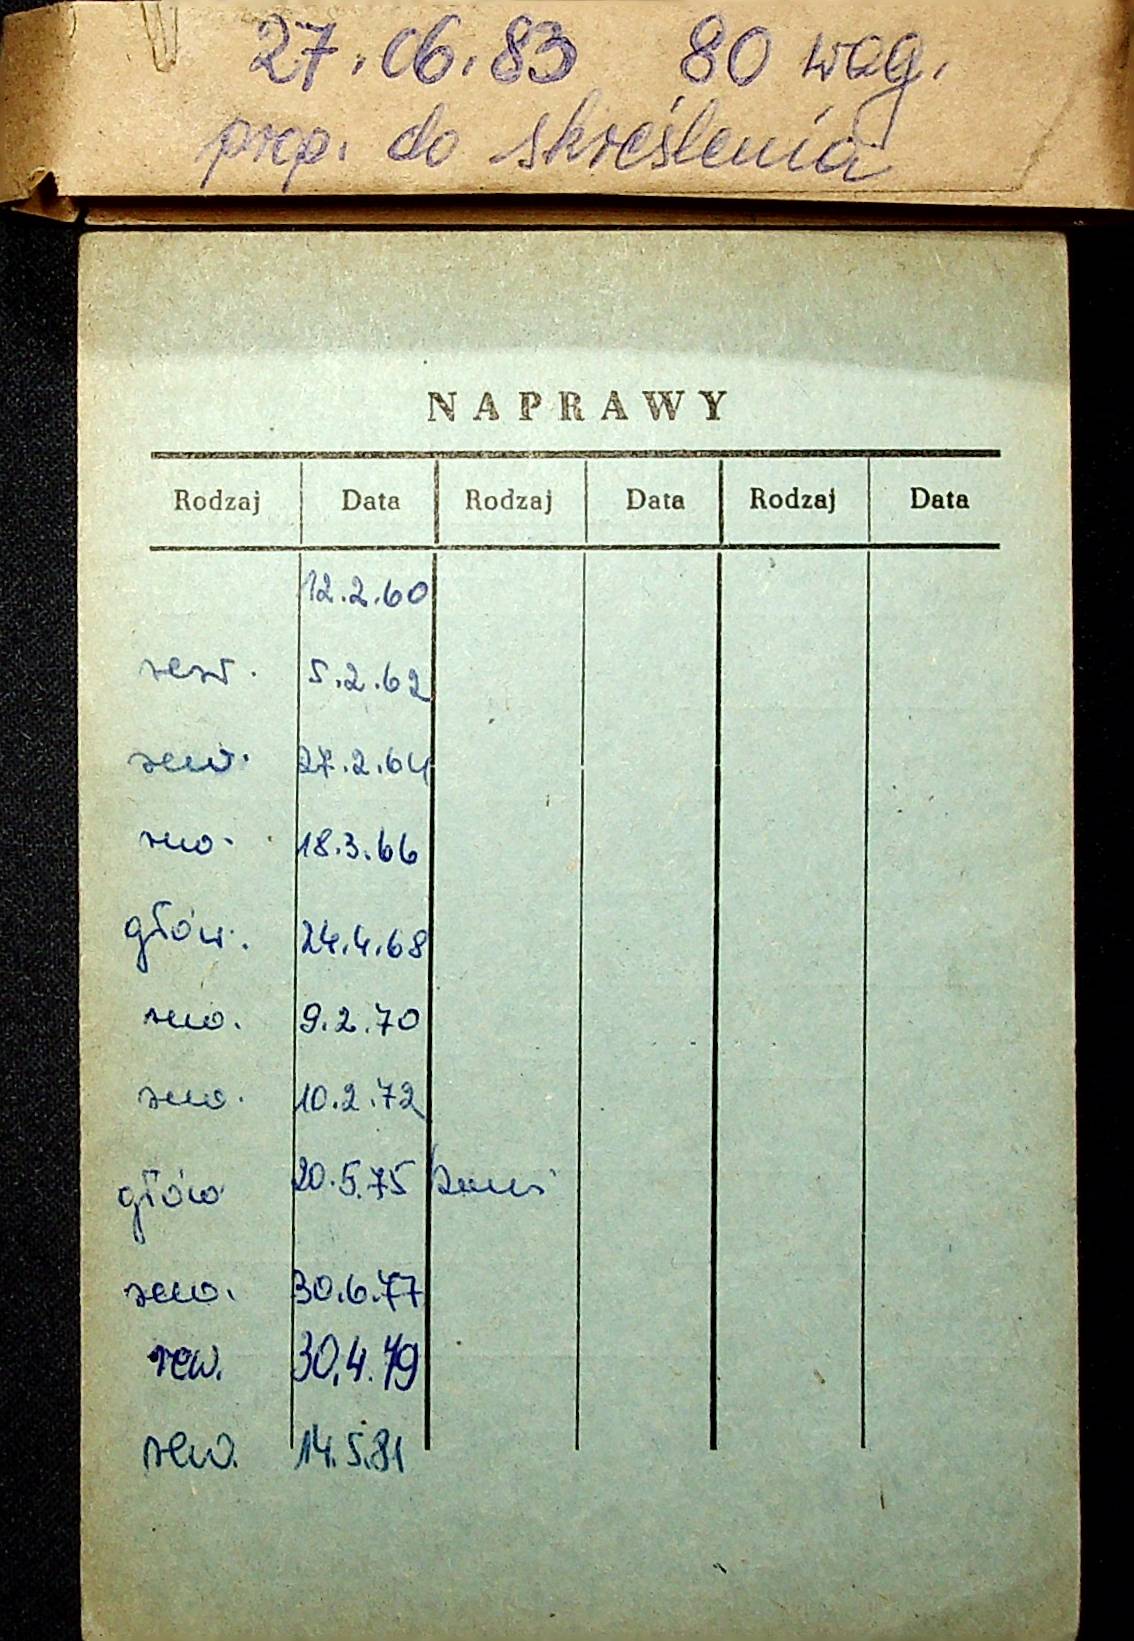 27.06.83 80 wag.
prop. do skreślenia
NAPRAWY
Rodzaj Data Rodzaj Data Rodzaj Data
12.2.60
rew. 5.2.62
rew. 27.2.64
rew. 18.3.66
głów. 24.4.68
rew. 9.2.70
rew. 10.2.72
głów 20.5.75
rew. 30.6.77
rew. 30.4.79
rew. 14.5.81